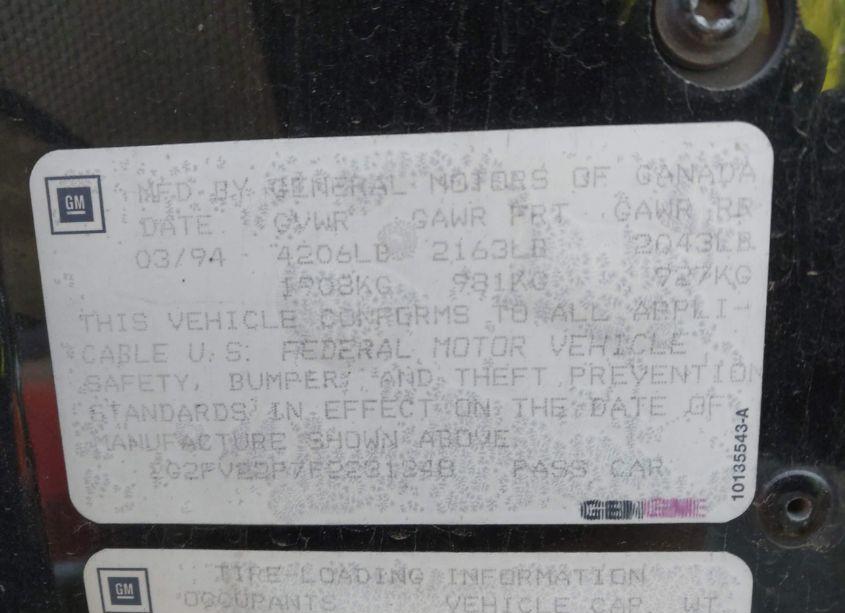 GM
MFD BY GENERAL MOTORS OF CANADA
DATE GVWR GAWR FRT GAWR RR
03/94 4206LB 2163LB 2043LB
1908KG 981KG 927KG
THIS VEHICLE CONFORMS TO ALL APPLI-
CABLE U.S. FEDERAL MOTOR VEHICLE
SAFETY, BUMPER, AND THEFT PREVENTION
STANDARDS IN EFFECT ON THE DATE OF
MANUFACTURE SHOWN ABOVE.
PASS CAR
10135543-A
GM
TIRE-LOADING INFORMATION
OCCUPANTS VEHICLE CAP. WT